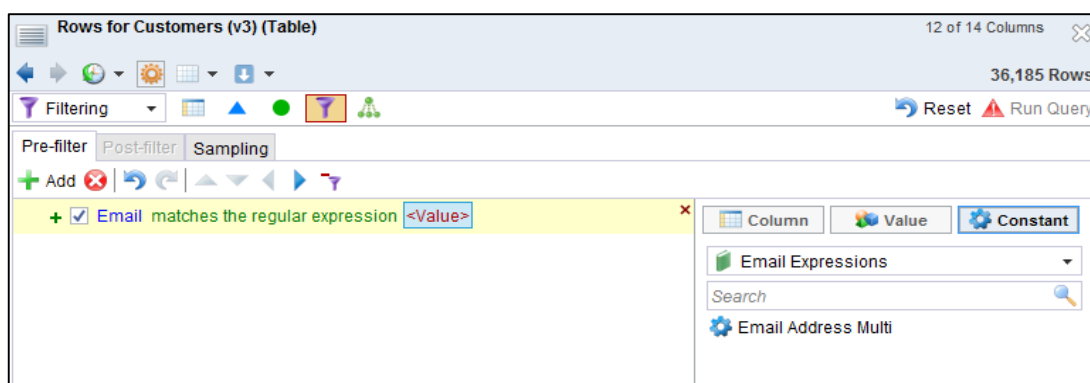 Rows for Customers (v3) (Table) 12 of 14 Columns
36,185 Rows
Filtering Reset Run Query
Pre-filter Post-filter Sampling
Add
Email matches the regular expression <Value>
Column Value Constant
Email Expressions
Search
Email Address Multi